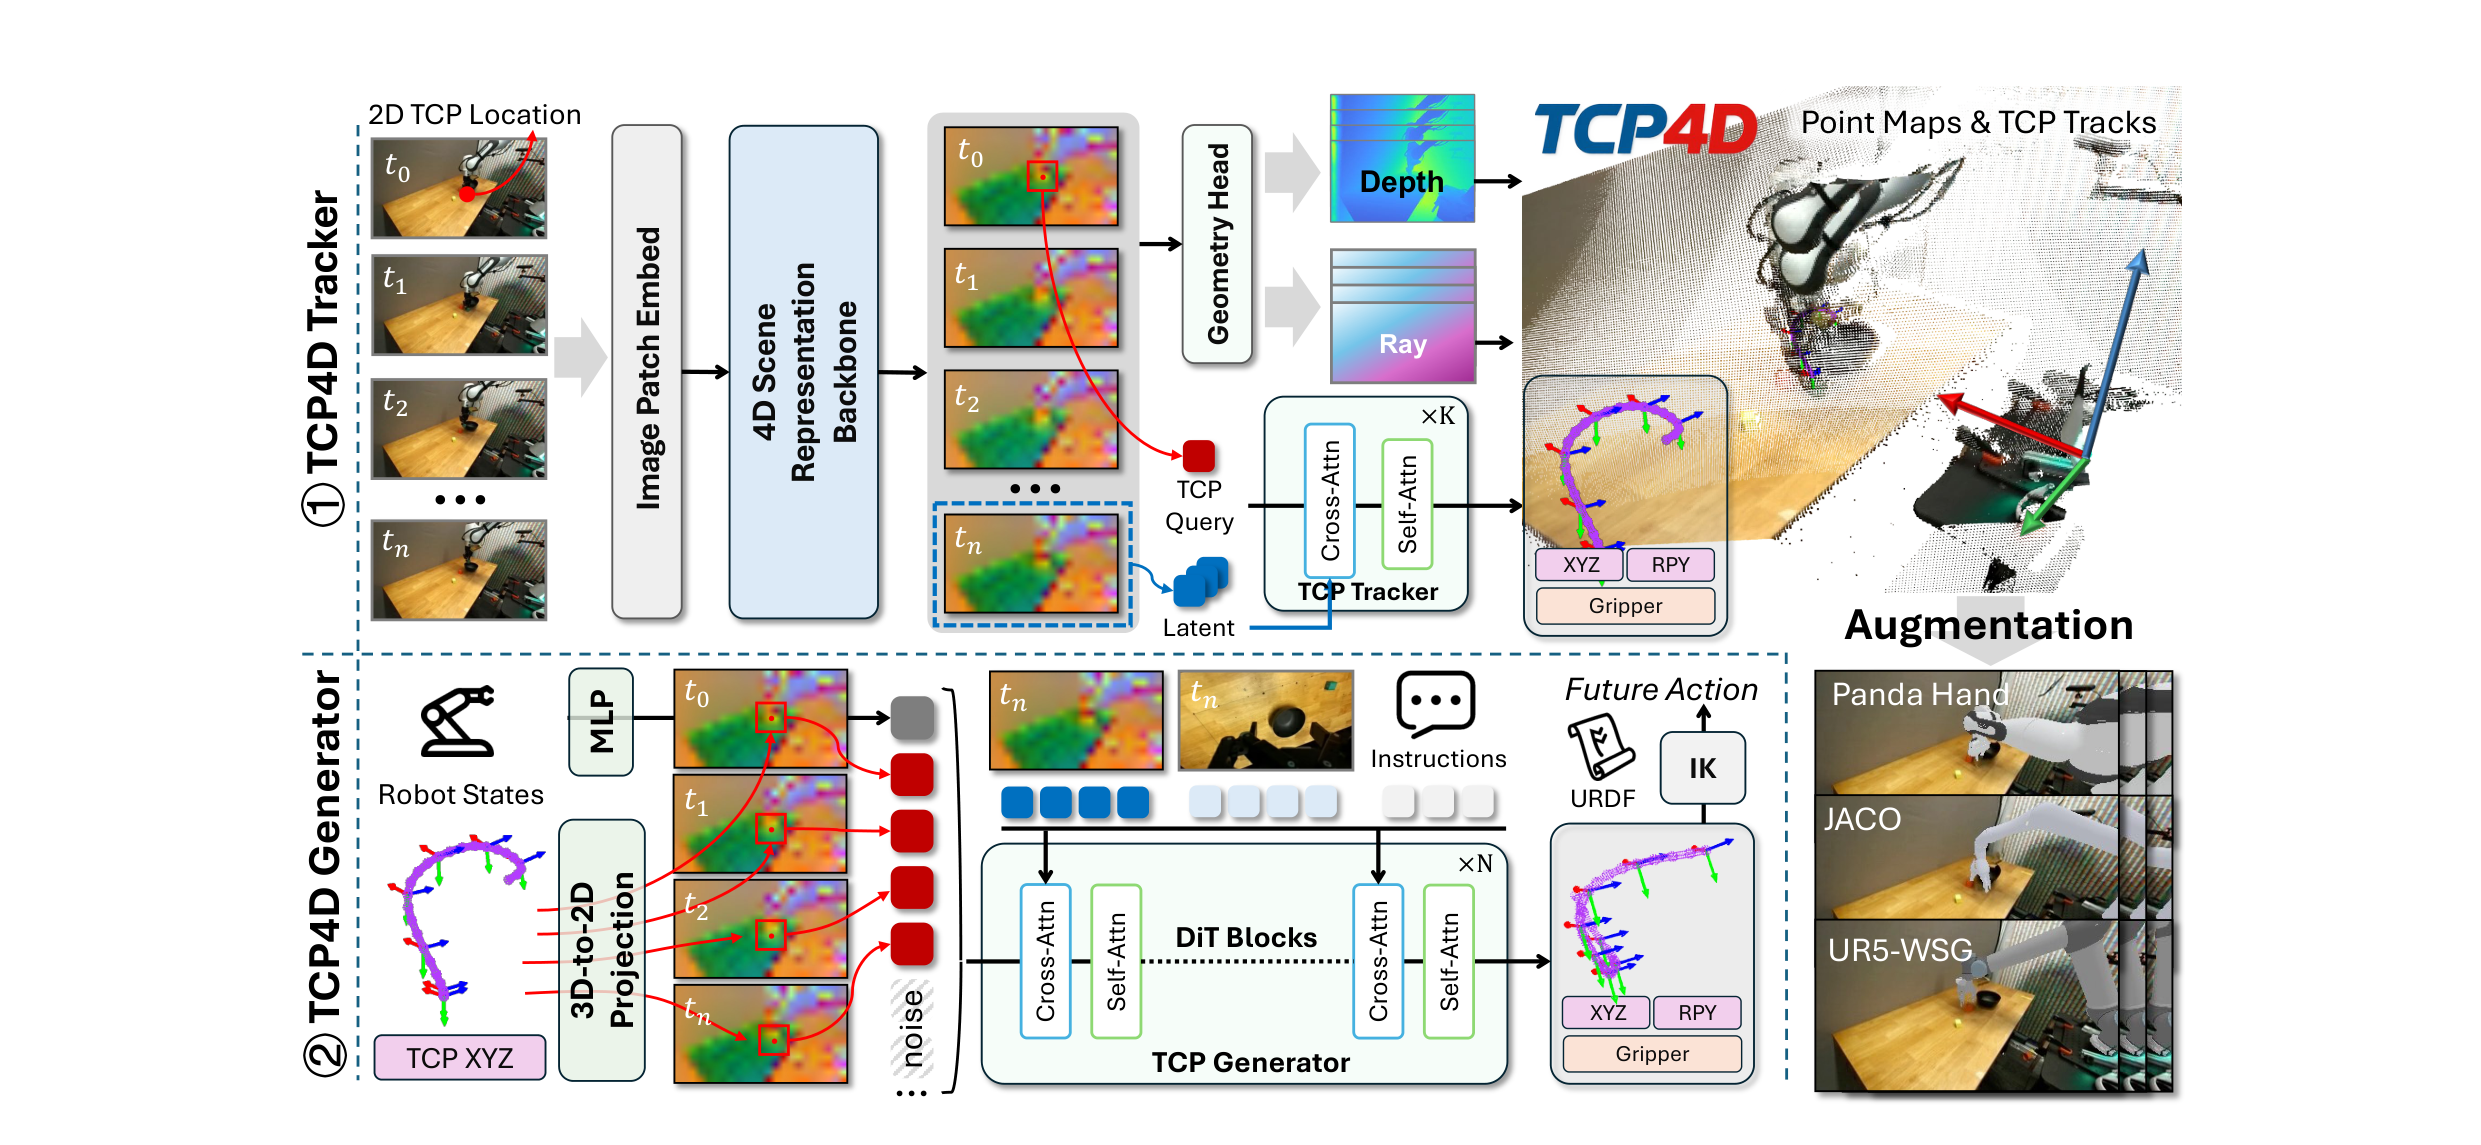 ① TCP4D Tracker
2D TCP Location
t0
t1
t2
...
tn
Image Patch Embed
4D Scene
Representation
Backbone
t0
t1
t2
...
tn
Geometry Head
Depth
Ray
TCP
Query
Latent
×K
Cross-Attn
Self-Attn
TCP Tracker
TCP4D
Point Maps & TCP Tracks
XYZ
RPY
Gripper
Augmentation
Panda Hand
JACO
UR5-WSG
② TCP4D Generator
Robot States
MLP
TCP XYZ
3D-to-2D
Projection
t0
t1
t2
tn
noise
...
tn
tn
Instructions
×N
Cross-Attn
Self-Attn
DiT Blocks
Cross-Attn
Self-Attn
TCP Generator
Future Action
URDF
IK
XYZ
RPY
Gripper